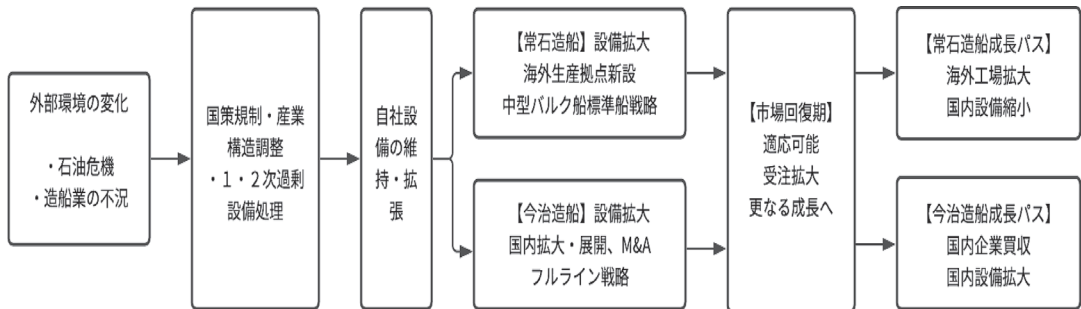 外部環境の変化
・石油危機
・造船業の不況
国策規制・産業
構造調整
・1・2次過剰
設備処理
自社設
備の維
持・拡
張
【常石造船】設備拡大
海外生産拠点新設
中型バルク船標準船戦略
【今治造船】設備拡大
国内拡大・展開、M&A
フルライン戦略
【市場回復期】
適応可能
受注拡大
更なる成長へ
【常石造船成長パス】
海外工場拡大
国内設備縮小
【今治造船成長パス】
国内企業買収
国内設備拡大